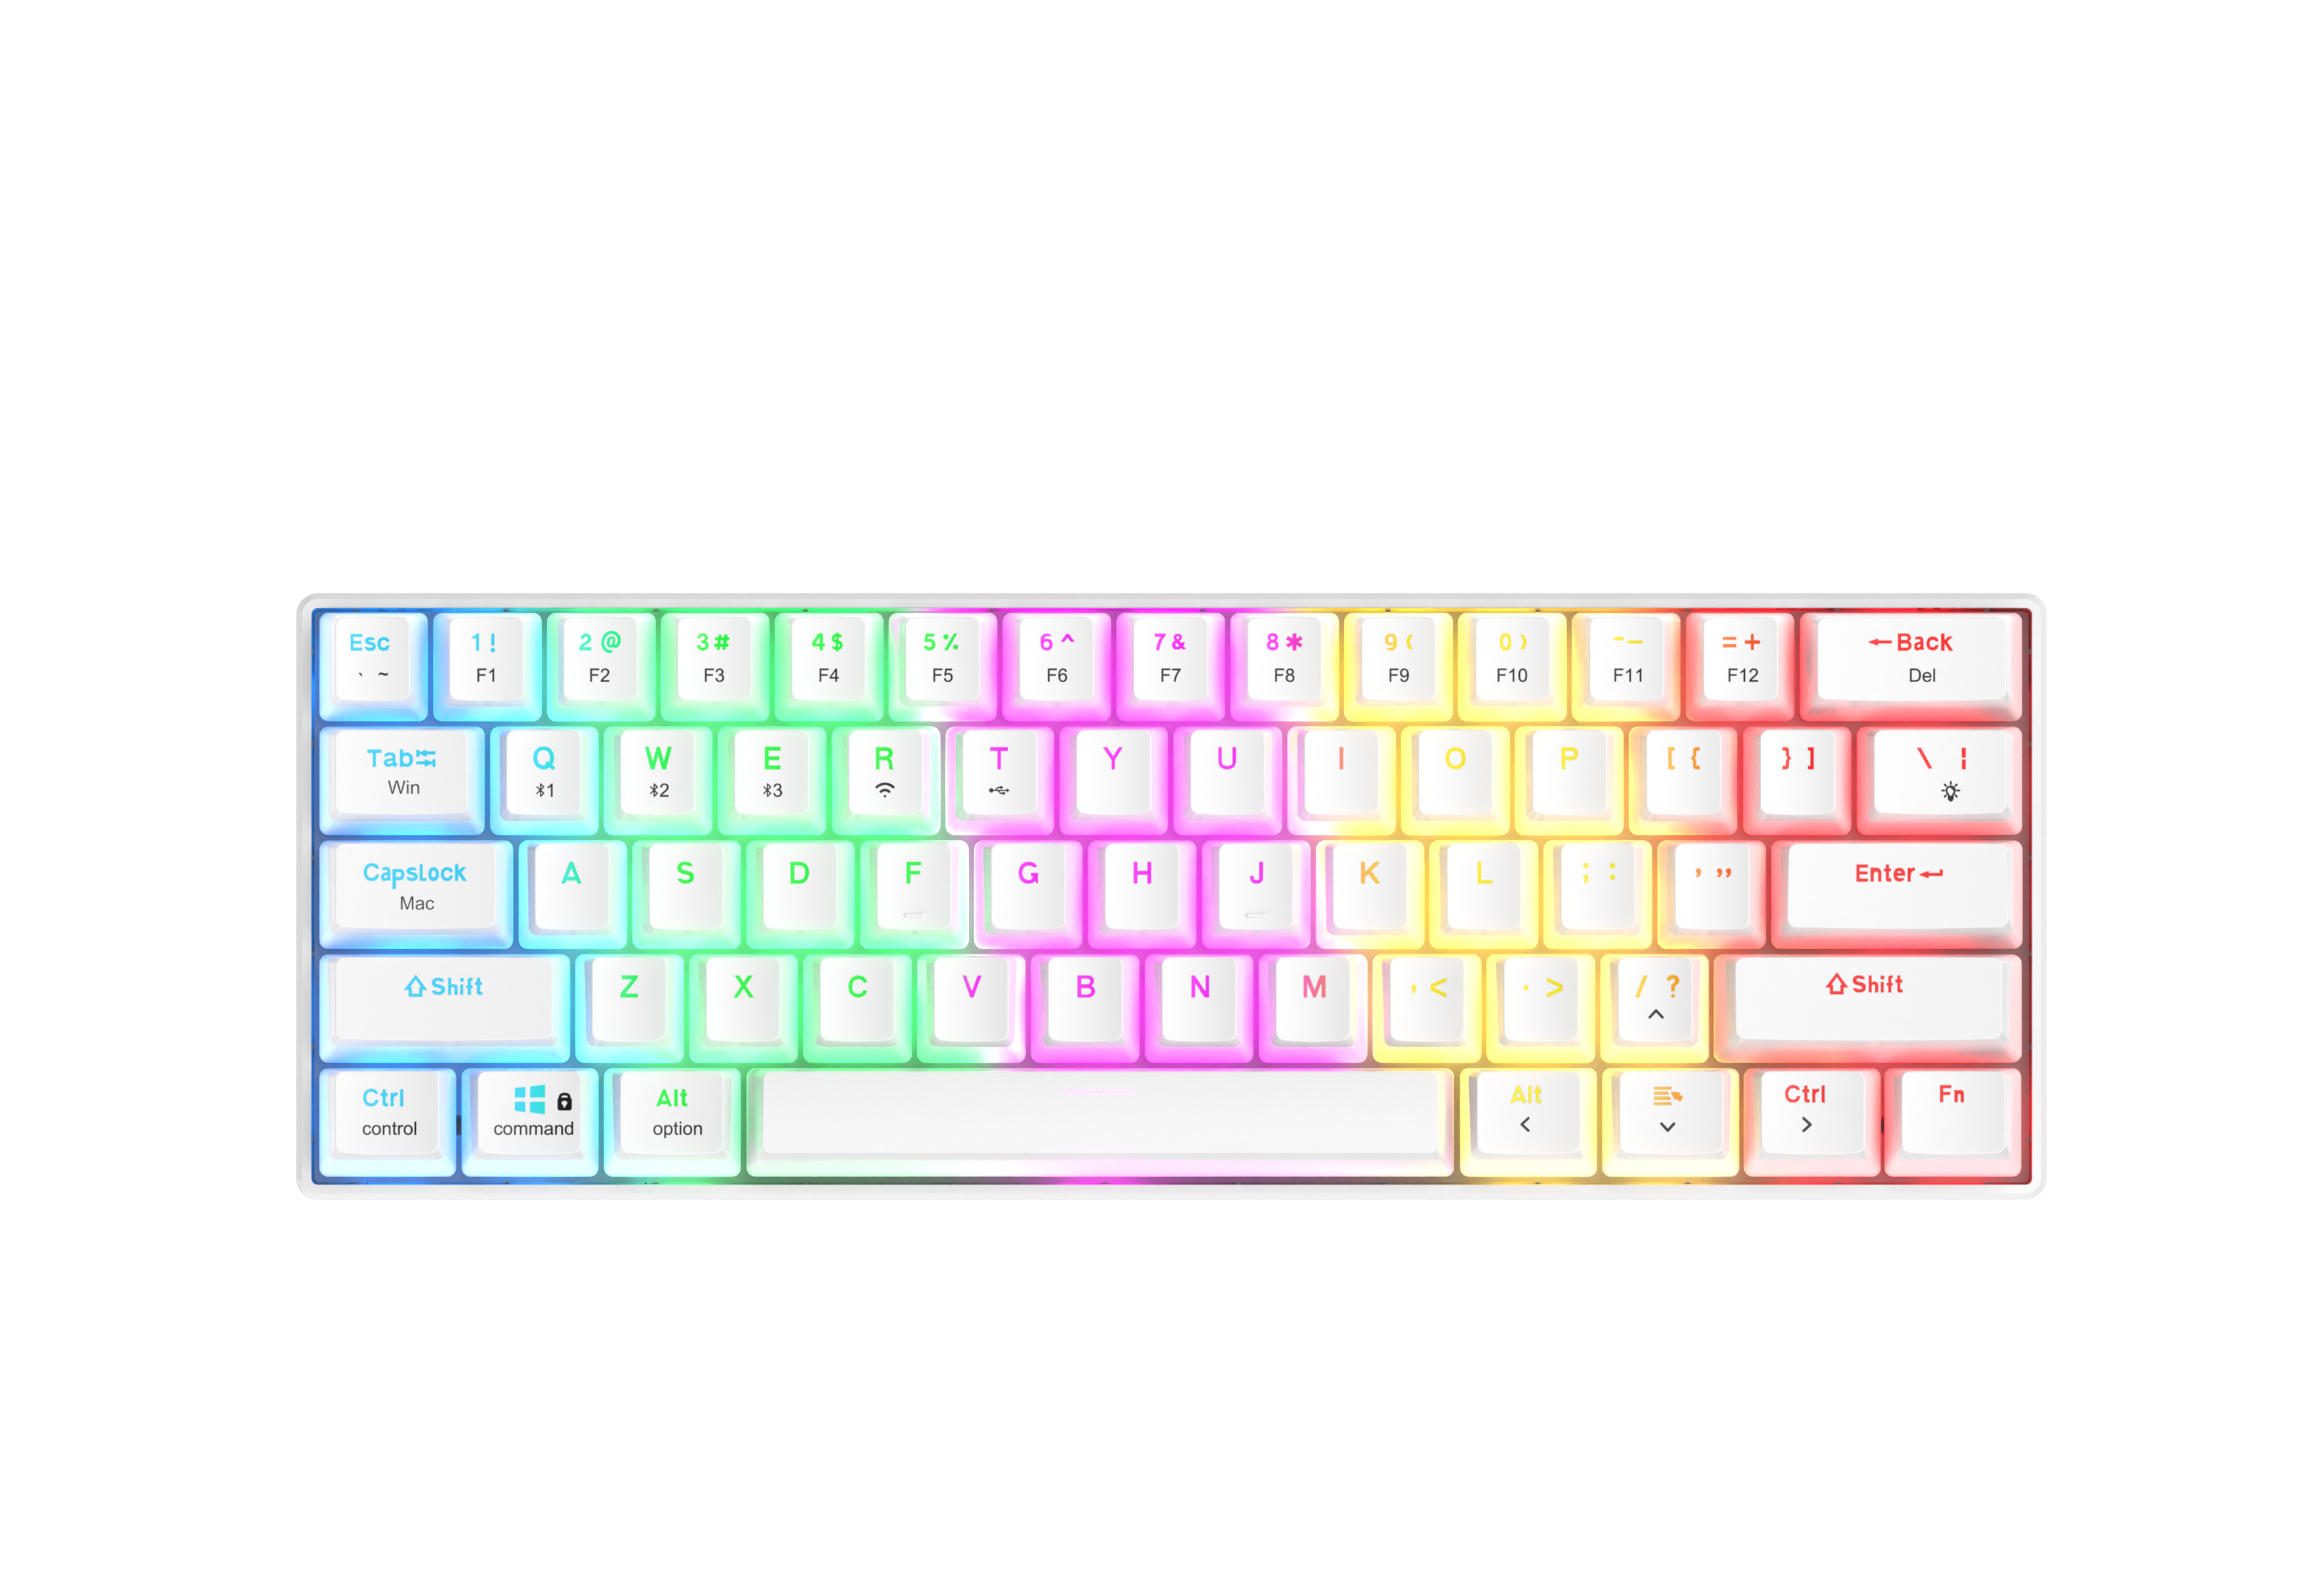 Esc 1 ! 2 @ 3 # 4 $ 5 % 6 ^ 7 & 8 * 9 ( 0 ) - — = + ←Back
` ~ F1 F2 F3 F4 F5 F6 F7 F8 F9 F10 F11 F12 Del
Tab Q W E R T Y U I O P [ { } ] \ ¦
Win 1 2 3
CapsLock A S D F G H J K L ; : ’ ” Enter
Mac
Shift Z X C V B N M , < . > / ? Shift
^
Ctrl Alt Alt Ctrl Fn
control command option < ∨ >